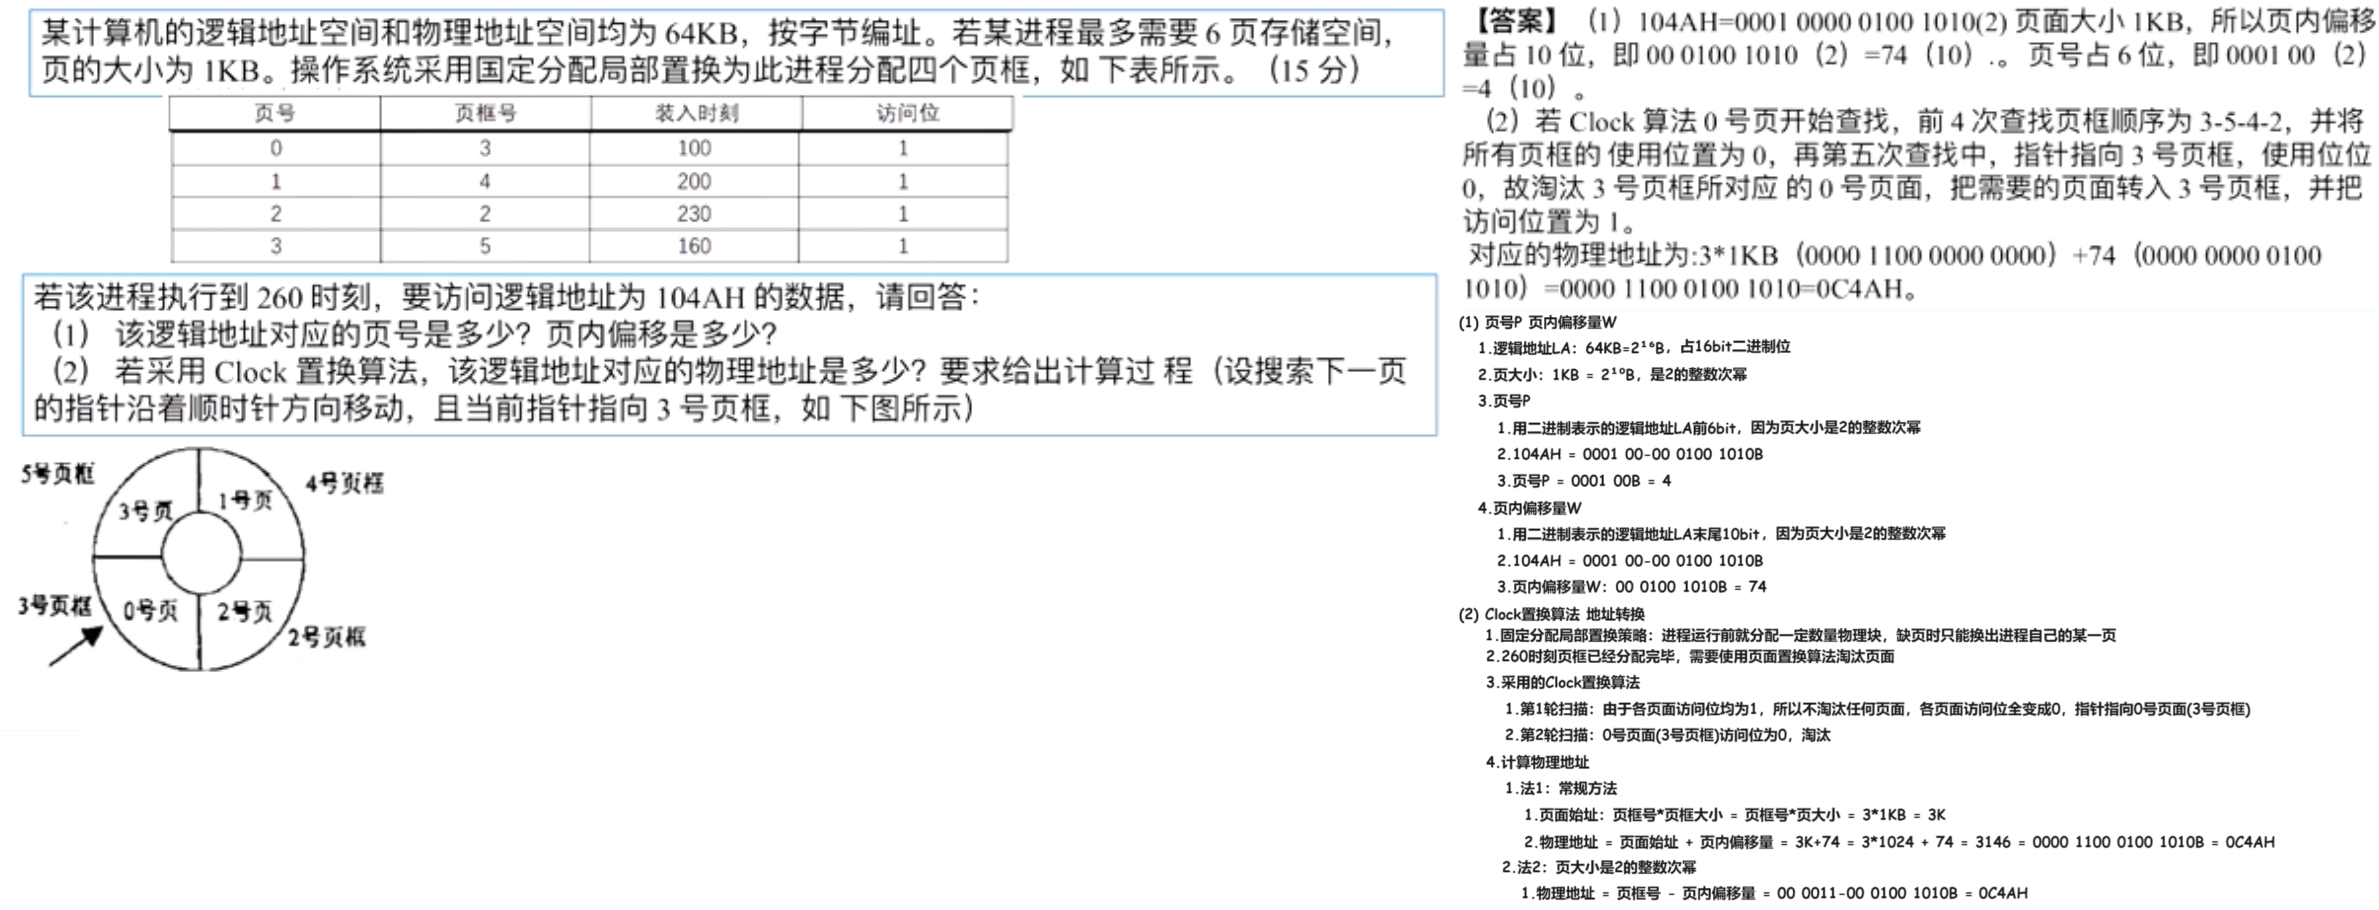 某计算机的逻辑地址空间和物理地址空间均为 64KB，按字节编址。若某进程最多需要 6 页存储空间，
页的大小为 1KB。操作系统采用国定分配局部置换为此进程分配四个页框，如 下表所示。（15 分）
页号 页框号 装入时刻 访问位
0 3 100 1
1 4 200 1
2 2 230 1
3 5 160 1
若该进程执行到 260 时刻，要访问逻辑地址为 104AH 的数据，请回答：
（1） 该逻辑地址对应的页号是多少？页内偏移是多少？
（2） 若采用 Clock 置换算法，该逻辑地址对应的物理地址是多少？要求给出计算过 程（设搜索下一页
的指针沿着顺时针方向移动，且当前指针指向 3 号页框，如 下图所示）
5号页框
4号页框
3号页
1号页
3号页框
0号页
2号页
2号页框
【答案】（1）104AH=0001 0000 0100 1010(2) 页面大小 1KB，所以页内偏移
量占 10 位，即 00 0100 1010（2）=74（10）.。页号占 6 位，即 0001 00（2）
=4（10）。
（2）若 Clock 算法 0 号页开始查找，前 4 次查找页框顺序为 3-5-4-2，并将
所有页框的 使用位置为 0，再第五次查找中，指针指向 3 号页框，使用位位
0，故淘汰 3 号页框所对应 的 0 号页面，把需要的页面转入 3 号页框，并把
访问位置为 1。
对应的物理地址为:3*1KB（0000 1100 0000 0000）+74（0000 0000 0100
1010）=0000 1100 0100 1010=0C4AH。
(1) 页号P 页内偏移量W
1.逻辑地址LA：64KB=2¹⁶B，占16bit二进制位
2.页大小：1KB = 2¹⁰B，是2的整数次幂
3.页号P
1.用二进制表示的逻辑地址LA前6bit，因为页大小是2的整数次幂
2.104AH = 0001 00-00 0100 1010B
3.页号P = 0001 00B = 4
4.页内偏移量W
1.用二进制表示的逻辑地址LA末尾10bit，因为页大小是2的整数次幂
2.104AH = 0001 00-00 0100 1010B
3.页内偏移量W：00 0100 1010B = 74
(2) Clock置换算法 地址转换
1.固定分配局部置换策略：进程运行前就分配一定数量物理块，缺页时只能换出进程自己的某一页
2.260时刻页框已经分配完毕，需要使用页面置换算法淘汰页面
3.采用的Clock置换算法
1.第1轮扫描：由于各页面访问位均为1，所以不淘汰任何页面，各页面访问位全变成0，指针指向0号页面(3号页框)
2.第2轮扫描：0号页面(3号页框)访问位为0，淘汰
4.计算物理地址
1.法1：常规方法
1.页面始址：页框号*页框大小 = 页框号*页大小 = 3*1KB = 3K
2.物理地址 = 页面始址 + 页内偏移量 = 3K+74 = 3*1024 + 74 = 3146 = 0000 1100 0100 1010B = 0C4AH
2.法2：页大小是2的整数次幂
1.物理地址 = 页框号 - 页内偏移量 = 00 0011-00 0100 1010B = 0C4AH